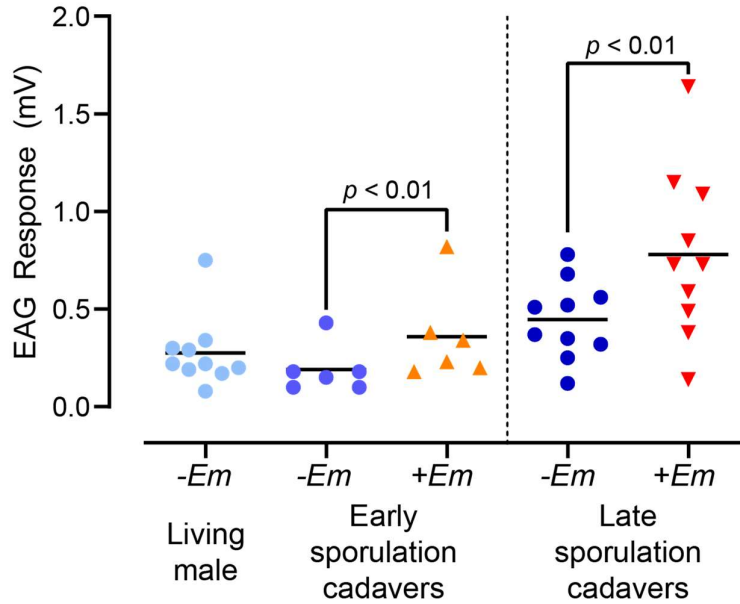 EAG Response (mV)
2.0
1.5
1.0
0.5
0.0
p < 0.01
p < 0.01
-Em
-Em
+Em
-Em
+Em
Living
male
Early
sporulation
cadavers
Late
sporulation
cadavers